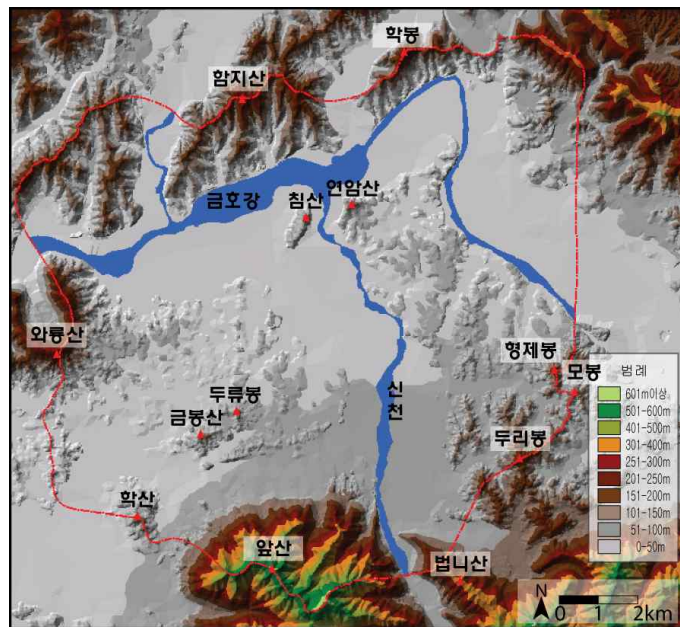 학봉
함지산
금호강
침산
연암산
와룡산
형제봉
모봉
두류봉
금봉산
신천
두리봉
학산
앞산
법니산
범례
601m이상
501-600m
401-500m
301-400m
251-300m
201-250m
151-200m
101-150m
51-100m
0-50m
N
0 1 2km